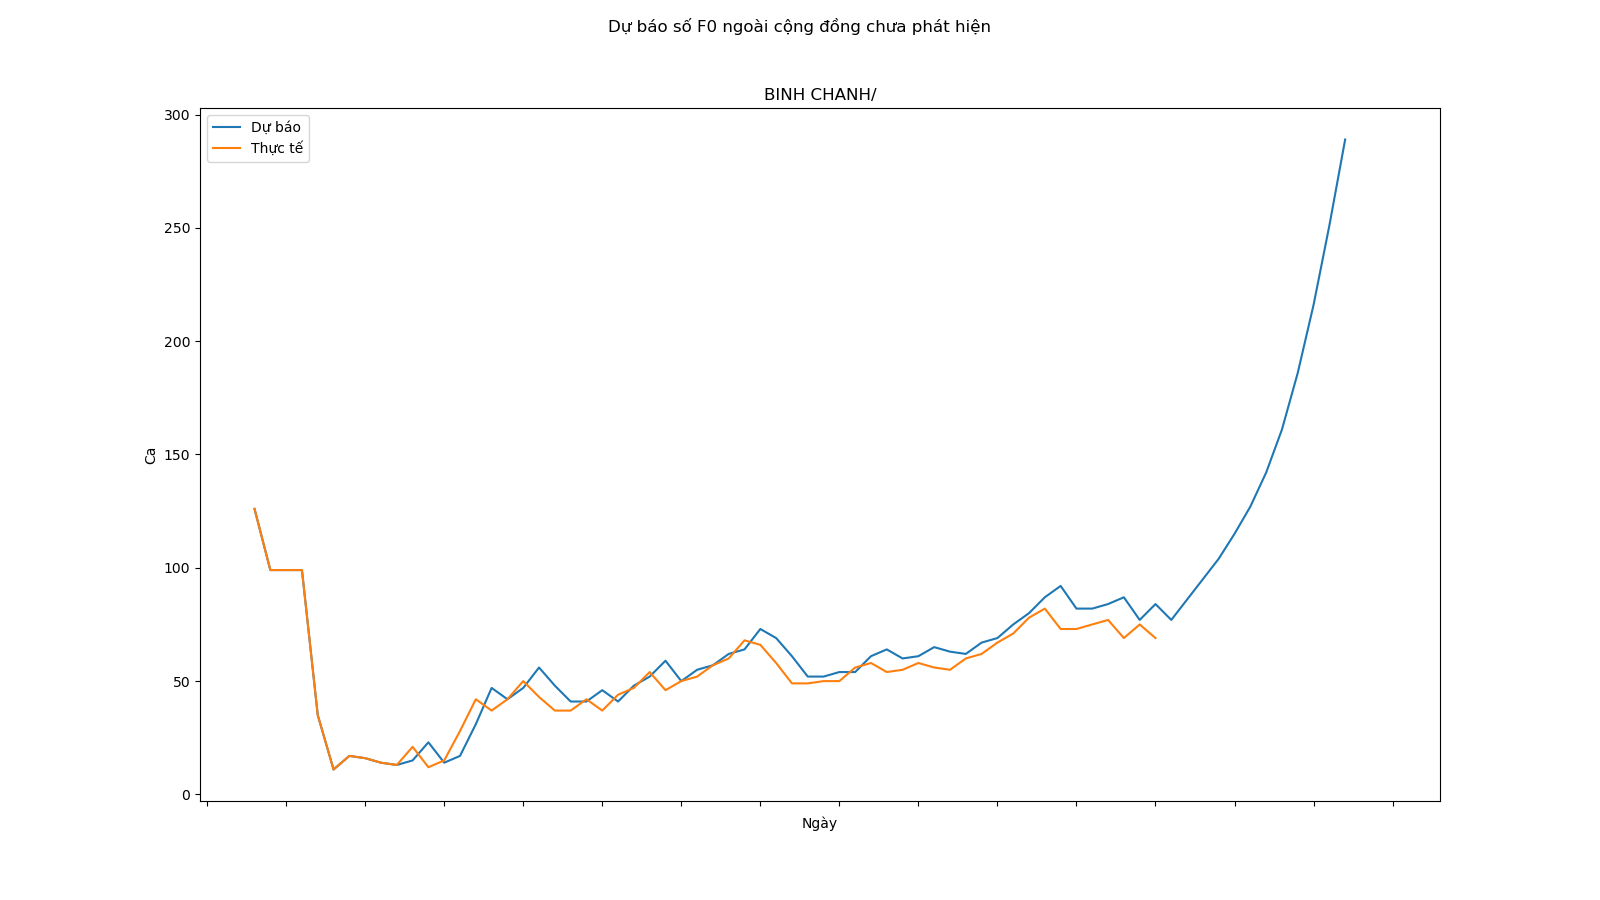 Dự báo số F0 ngoài cộng đồng chưa phát hiện
BINH CHANH/
Dự báo
Thực tế
300
250
200
150
100
50
0
Ca
Ngày